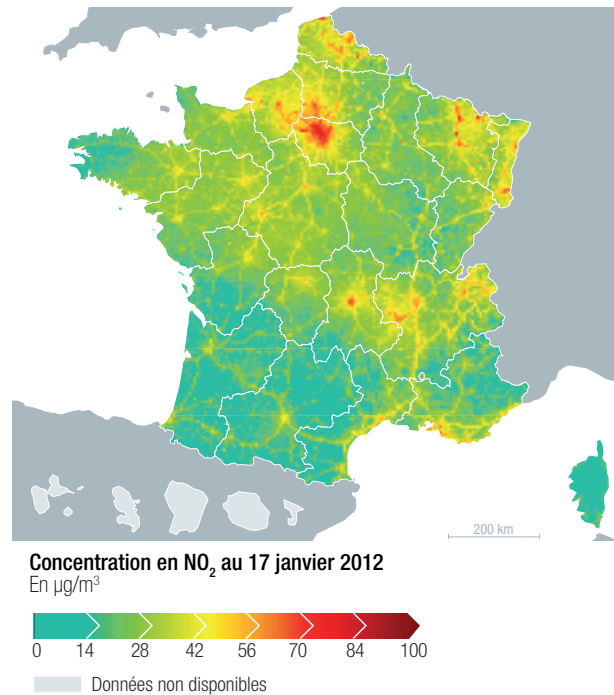 200 km
Concentration en NO₂ au 17 janvier 2012
En µg/m³
0 14 28 42 56 70 84 100
Données non disponibles